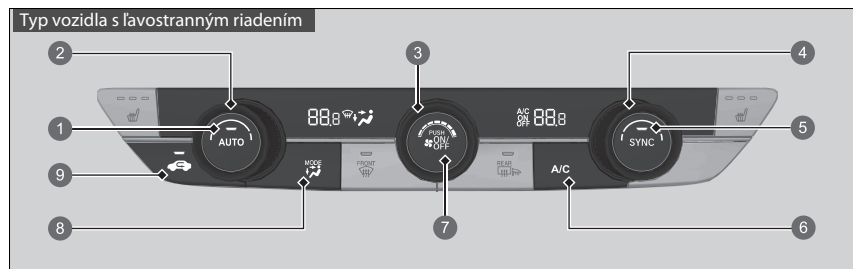 Typ vozidla s ľavostranným riadením
2
3
4
1
5
9
8
7
6
88.8
A/C
ON
OFF
88.8
AUTO
PUSH
ON/
OFF
SYNC
MODE
FRONT
REAR
A/C